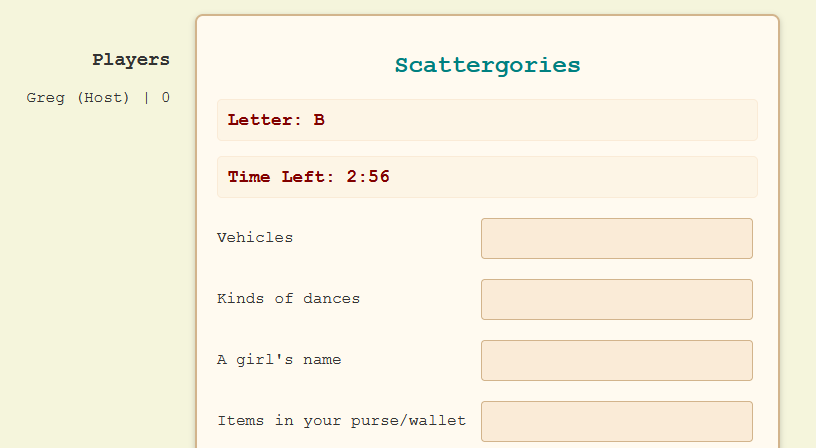 Players
Greg (Host) | 0
Scattergories
Letter: B
Time Left: 2:56
Vehicles
Kinds of dances
A girl's name
Items in your purse/wallet